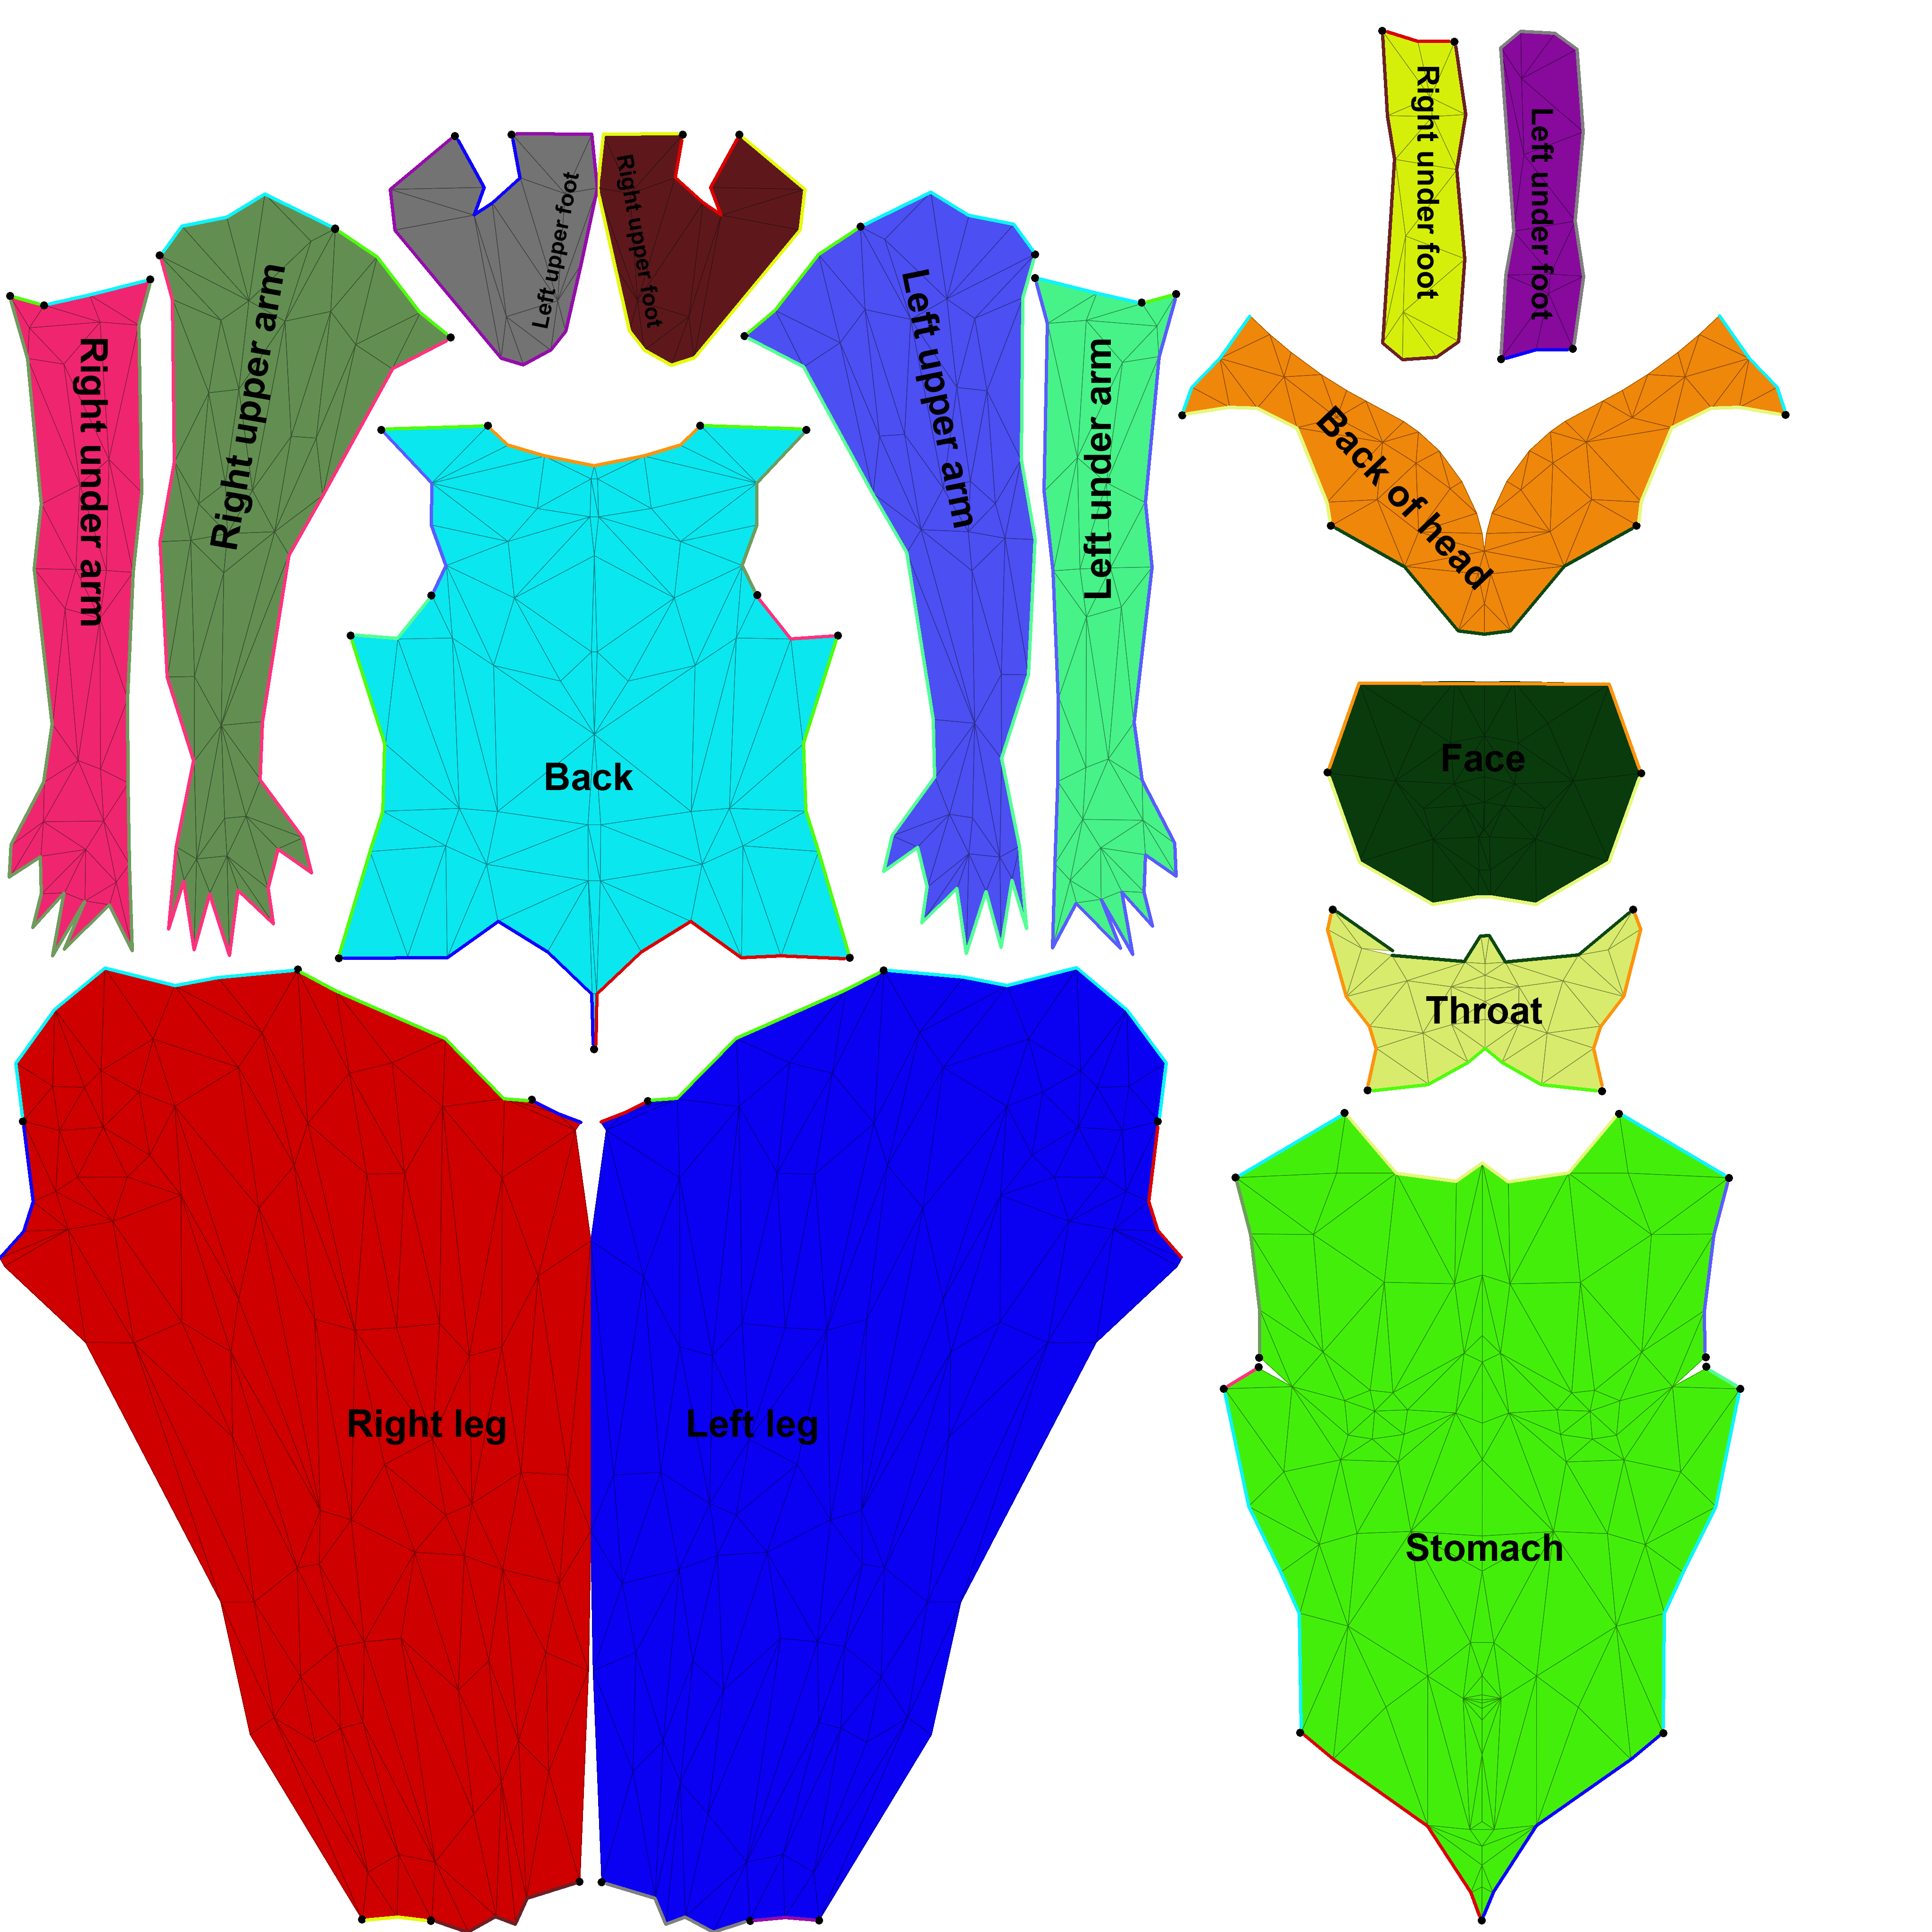 Right under foot
Left under foot
Left upper foot
Right upper foot
Right under arm
Right upper arm
Left upper arm
Left under arm
Back of head
Face
Back
Throat
Right leg
Left leg
Stomach